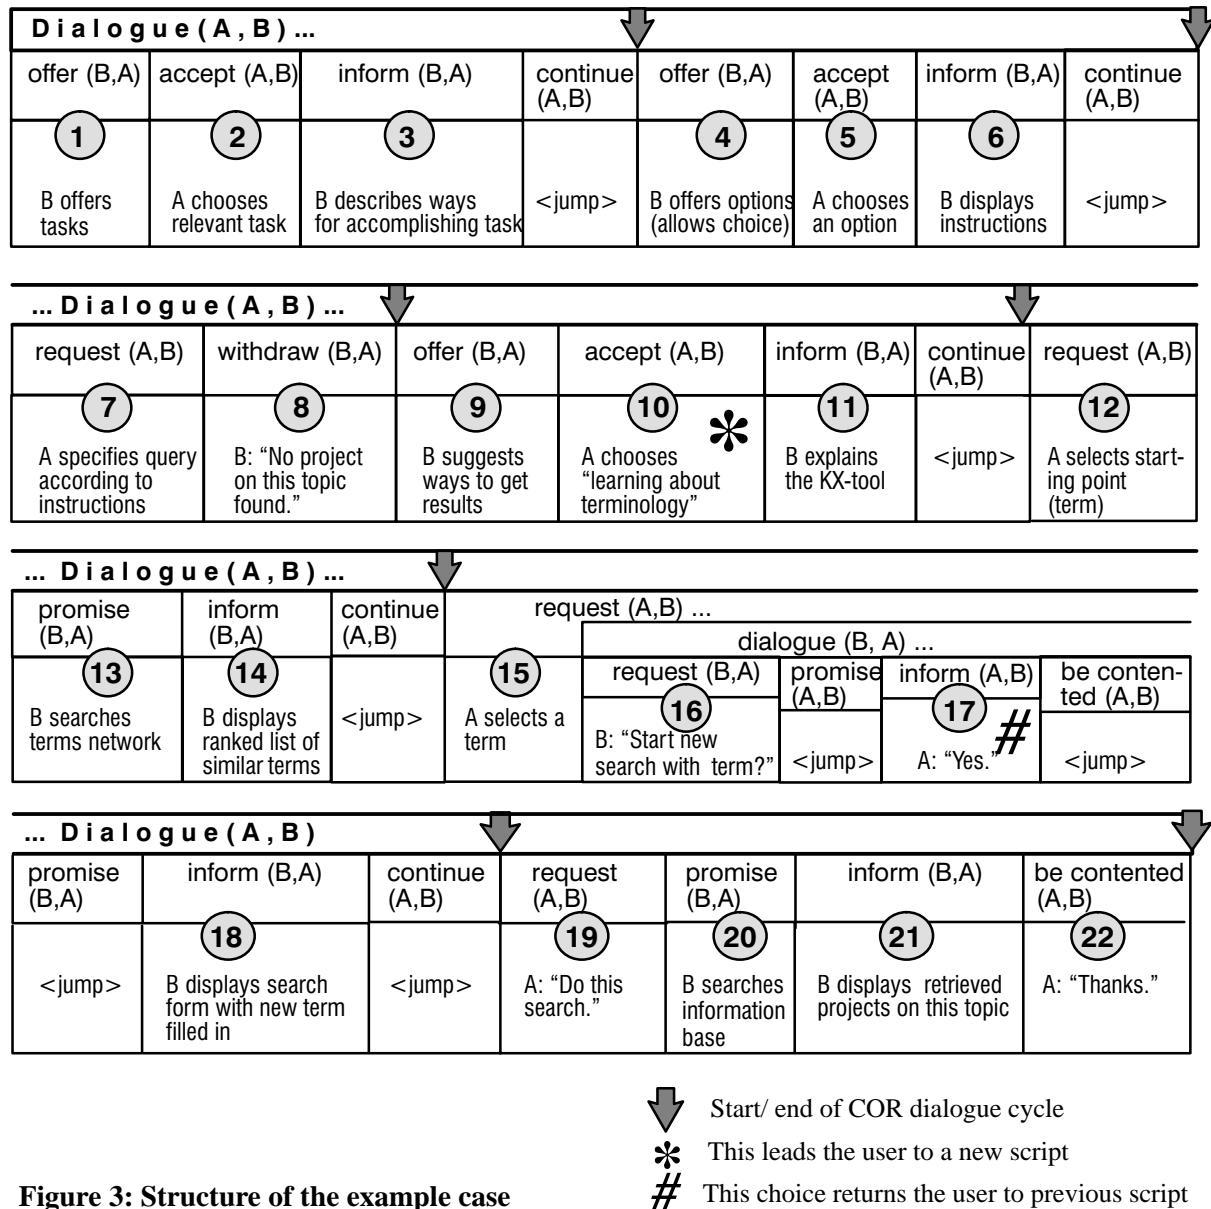 Dialogue(A,B)...
offer (B,A) accept (A,B) inform (B,A) continue (A,B) offer (B,A) accept (A,B) inform (B,A) continue (A,B)
1 2 3 4 5 6
B offers tasks
A chooses relevant task
B describes ways for accomplishing task
<jump>
B offers options (allows choice)
A chooses an option
B displays instructions
<jump>
... Dialogue(A,B)...
request (A,B) withdraw (B,A) offer (B,A) accept (A,B) inform (B,A) continue (A,B) request (A,B)
7 8 9 10 * 11 12
A specifies query according to instructions
B: “No project on this topic found.”
B suggests ways to get results
A chooses “learning about terminology”
B explains the KX-tool
<jump>
A selects start-
ing point (term)
... Dialogue(A,B)...
promise (B,A) inform (B,A) continue (A,B) request (A,B) ...
dialogue (B, A) ...
request (B,A) promise (A,B) inform (A,B) be conten-
ted (A,B)
13 14 15 16 17 #
B searches terms network
B displays ranked list of similar terms
<jump>
A selects a term
B: “Start new search with term?”
<jump>
A: “Yes.”
<jump>
... Dialogue(A,B)
promise (B,A) inform (B,A) continue (A,B) request (A,B) promise (B,A) inform (B,A) be contented (A,B)
18 19 20 21 22
<jump>
B displays search form with new term filled in
<jump>
A: “Do this search.”
B searches information base
B displays retrieved projects on this topic
A: “Thanks.”
Start/ end of COR dialogue cycle
* This leads the user to a new script
# This choice returns the user to previous script
Figure 3: Structure of the example case